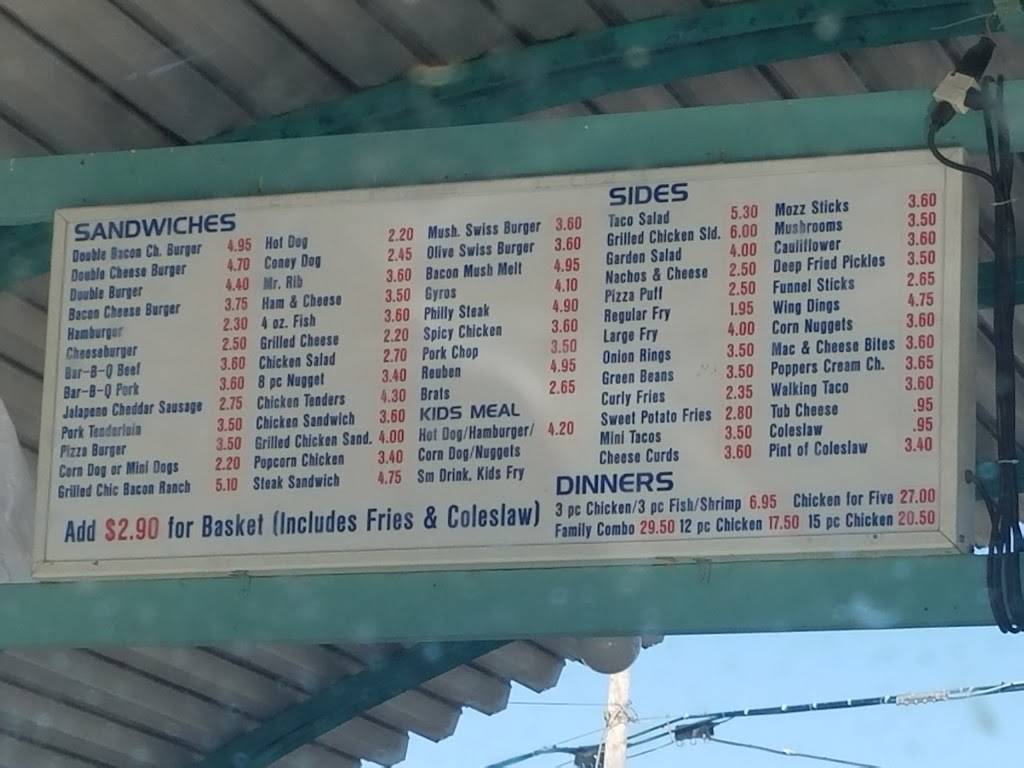 SANDWICHES
Double Bacon Ch. Burger 4.95
Double Cheese Burger 4.70
Double Burger 4.40
Bacon Cheese Burger 3.75
Hamburger 2.30
Cheeseburger 2.50
Bar-B-Q Beef 3.60
Bar-B-Q Pork 3.60
Jalapeno Cheddar Sausage 2.75
Pork Tenderloin 3.50
Pizza Burger 3.50
Corn Dog or Mini Dogs 2.20
Grilled Chic Bacon Ranch 5.10
Hot Dog 2.20
Coney Dog 2.45
Mr. Rib 3.60
Ham & Cheese 3.50
4 oz. Fish 3.60
Grilled Cheese 2.20
Chicken Salad 2.70
8 pc Nugget 3.40
Chicken Tenders 4.30
Chicken Sandwich 3.60
Grilled Chicken Sand. 4.00
Popcorn Chicken 3.40
Steak Sandwich 4.75
Mush. Swiss Burger 3.60
Olive Swiss Burger 3.60
Bacon Mush Melt 4.95
Gyros 4.10
Philly Steak 4.90
Spicy Chicken 3.60
Pork Chop 3.50
Reuben 4.95
Brats 2.65
KIDS MEAL
Hot Dog/Hamburger/ 4.20
Corn Dog/Nuggets
Sm Drink, Kids Fry
Add $2.90 for Basket (Includes Fries & Coleslaw)
SIDES
Taco Salad 5.30
Grilled Chicken Sld. 6.00
Garden Salad 4.00
Nachos & Cheese 2.50
Pizza Puff 2.50
Regular Fry 1.95
Large Fry 4.00
Onion Rings 3.50
Green Beans 3.50
Curly Fries 2.35
Sweet Potato Fries 2.80
Mini Tacos 3.50
Cheese Curds 3.60
Mozz Sticks 3.60
Mushrooms 3.50
Cauliflower 3.60
Deep Fried Pickles 3.50
Funnel Sticks 2.65
Wing Dings 4.75
Corn Nuggets 3.60
Mac & Cheese Bites 3.60
Poppers Cream Ch. 3.65
Walking Taco 3.60
Tub Cheese .95
Coleslaw .95
Pint of Coleslaw 3.40
DINNERS
3 pc Chicken/3 pc Fish/Shrimp 6.95 Chicken for Five 27.00
Family Combo 29.50 12 pc Chicken 17.50 15 pc Chicken 20.50